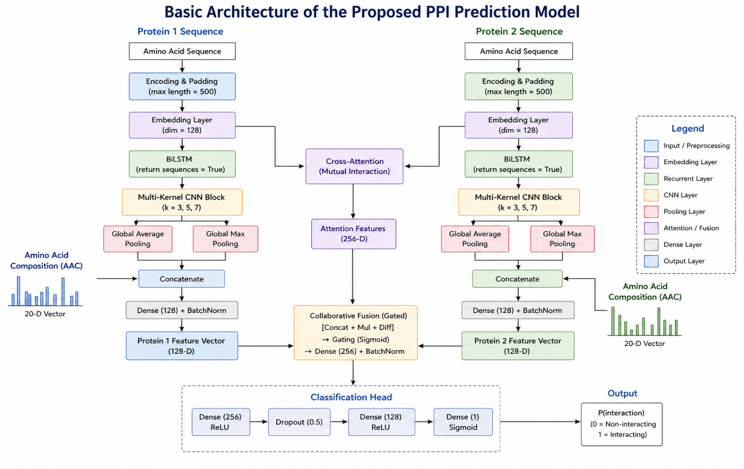 Basic Architecture of the Proposed PPI Prediction Model
Protein 1 Sequence
Amino Acid Sequence
Encoding & Padding
(max length = 500)
Embedding Layer
(dim = 128)
BiLSTM
(return sequences = True)
Multi-Kernel CNN Block
(k = 3, 5, 7)
Global Average
Pooling
Global Max
Pooling
Amino Acid
Composition (AAC)
20-D Vector
Concatenate
Dense (128) + BatchNorm
Protein 1 Feature Vector
(128-D)
Cross-Attention
(Mutual Interaction)
Attention Features
(256-D)
Collaborative Fusion (Gated)
[Concat + Mul + Diff]
→ Gating (Sigmoid)
→ Dense (256) + BatchNorm
Protein 2 Sequence
Amino Acid Sequence
Encoding & Padding
(max length = 500)
Embedding Layer
(dim = 128)
BiLSTM
(return sequences = True)
Multi-Kernel CNN Block
(k = 3, 5, 7)
Global Average
Pooling
Global Max
Pooling
Concatenate
Amino Acid
Composition (AAC)
20-D Vector
Dense (128) + BatchNorm
Protein 2 Feature Vector
(128-D)
Legend
Input / Preprocessing
Embedding Layer
Recurrent Layer
CNN Layer
Pooling Layer
Attention / Fusion
Dense Layer
Output Layer
Classification Head
Dense (256)
ReLU
Dropout (0.5)
Dense (128)
ReLU
Dense (1)
Sigmoid
Output
P(interaction)
(0 = Non-interacting
1 = Interacting)